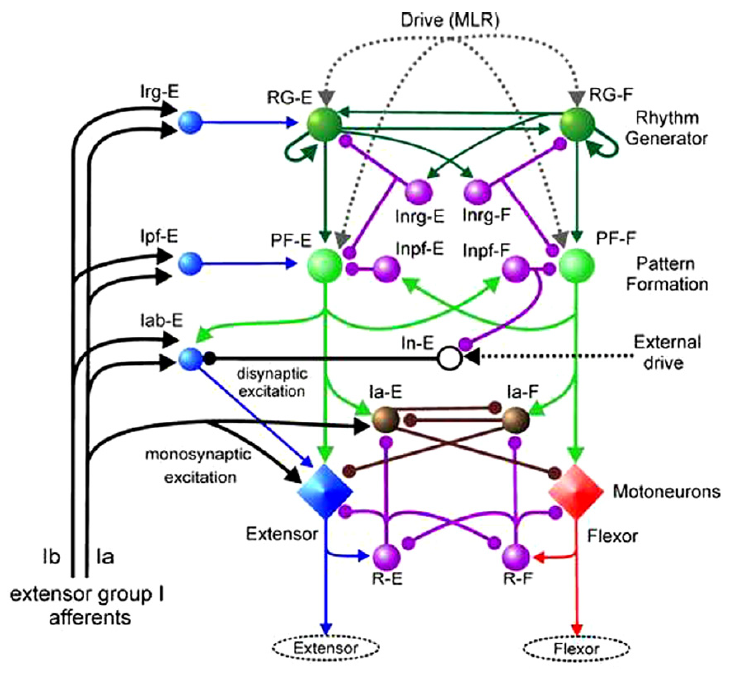 Drive (MLR)
Irg-E
RG-E
RG-F
Rhythm
Generator
Inrg-E
Inrg-F
Ipf-E
PF-E
Inpf-E
Inpf-F
PF-F
Pattern
Formation
Iab-E
In-E
External
drive
disynaptic
excitation
Ia-E
Ia-F
monosynaptic
excitation
Motoneurons
Extensor
Flexor
Ib
Ia
R-E
R-F
extensor group I
afferents
Extensor
Flexor